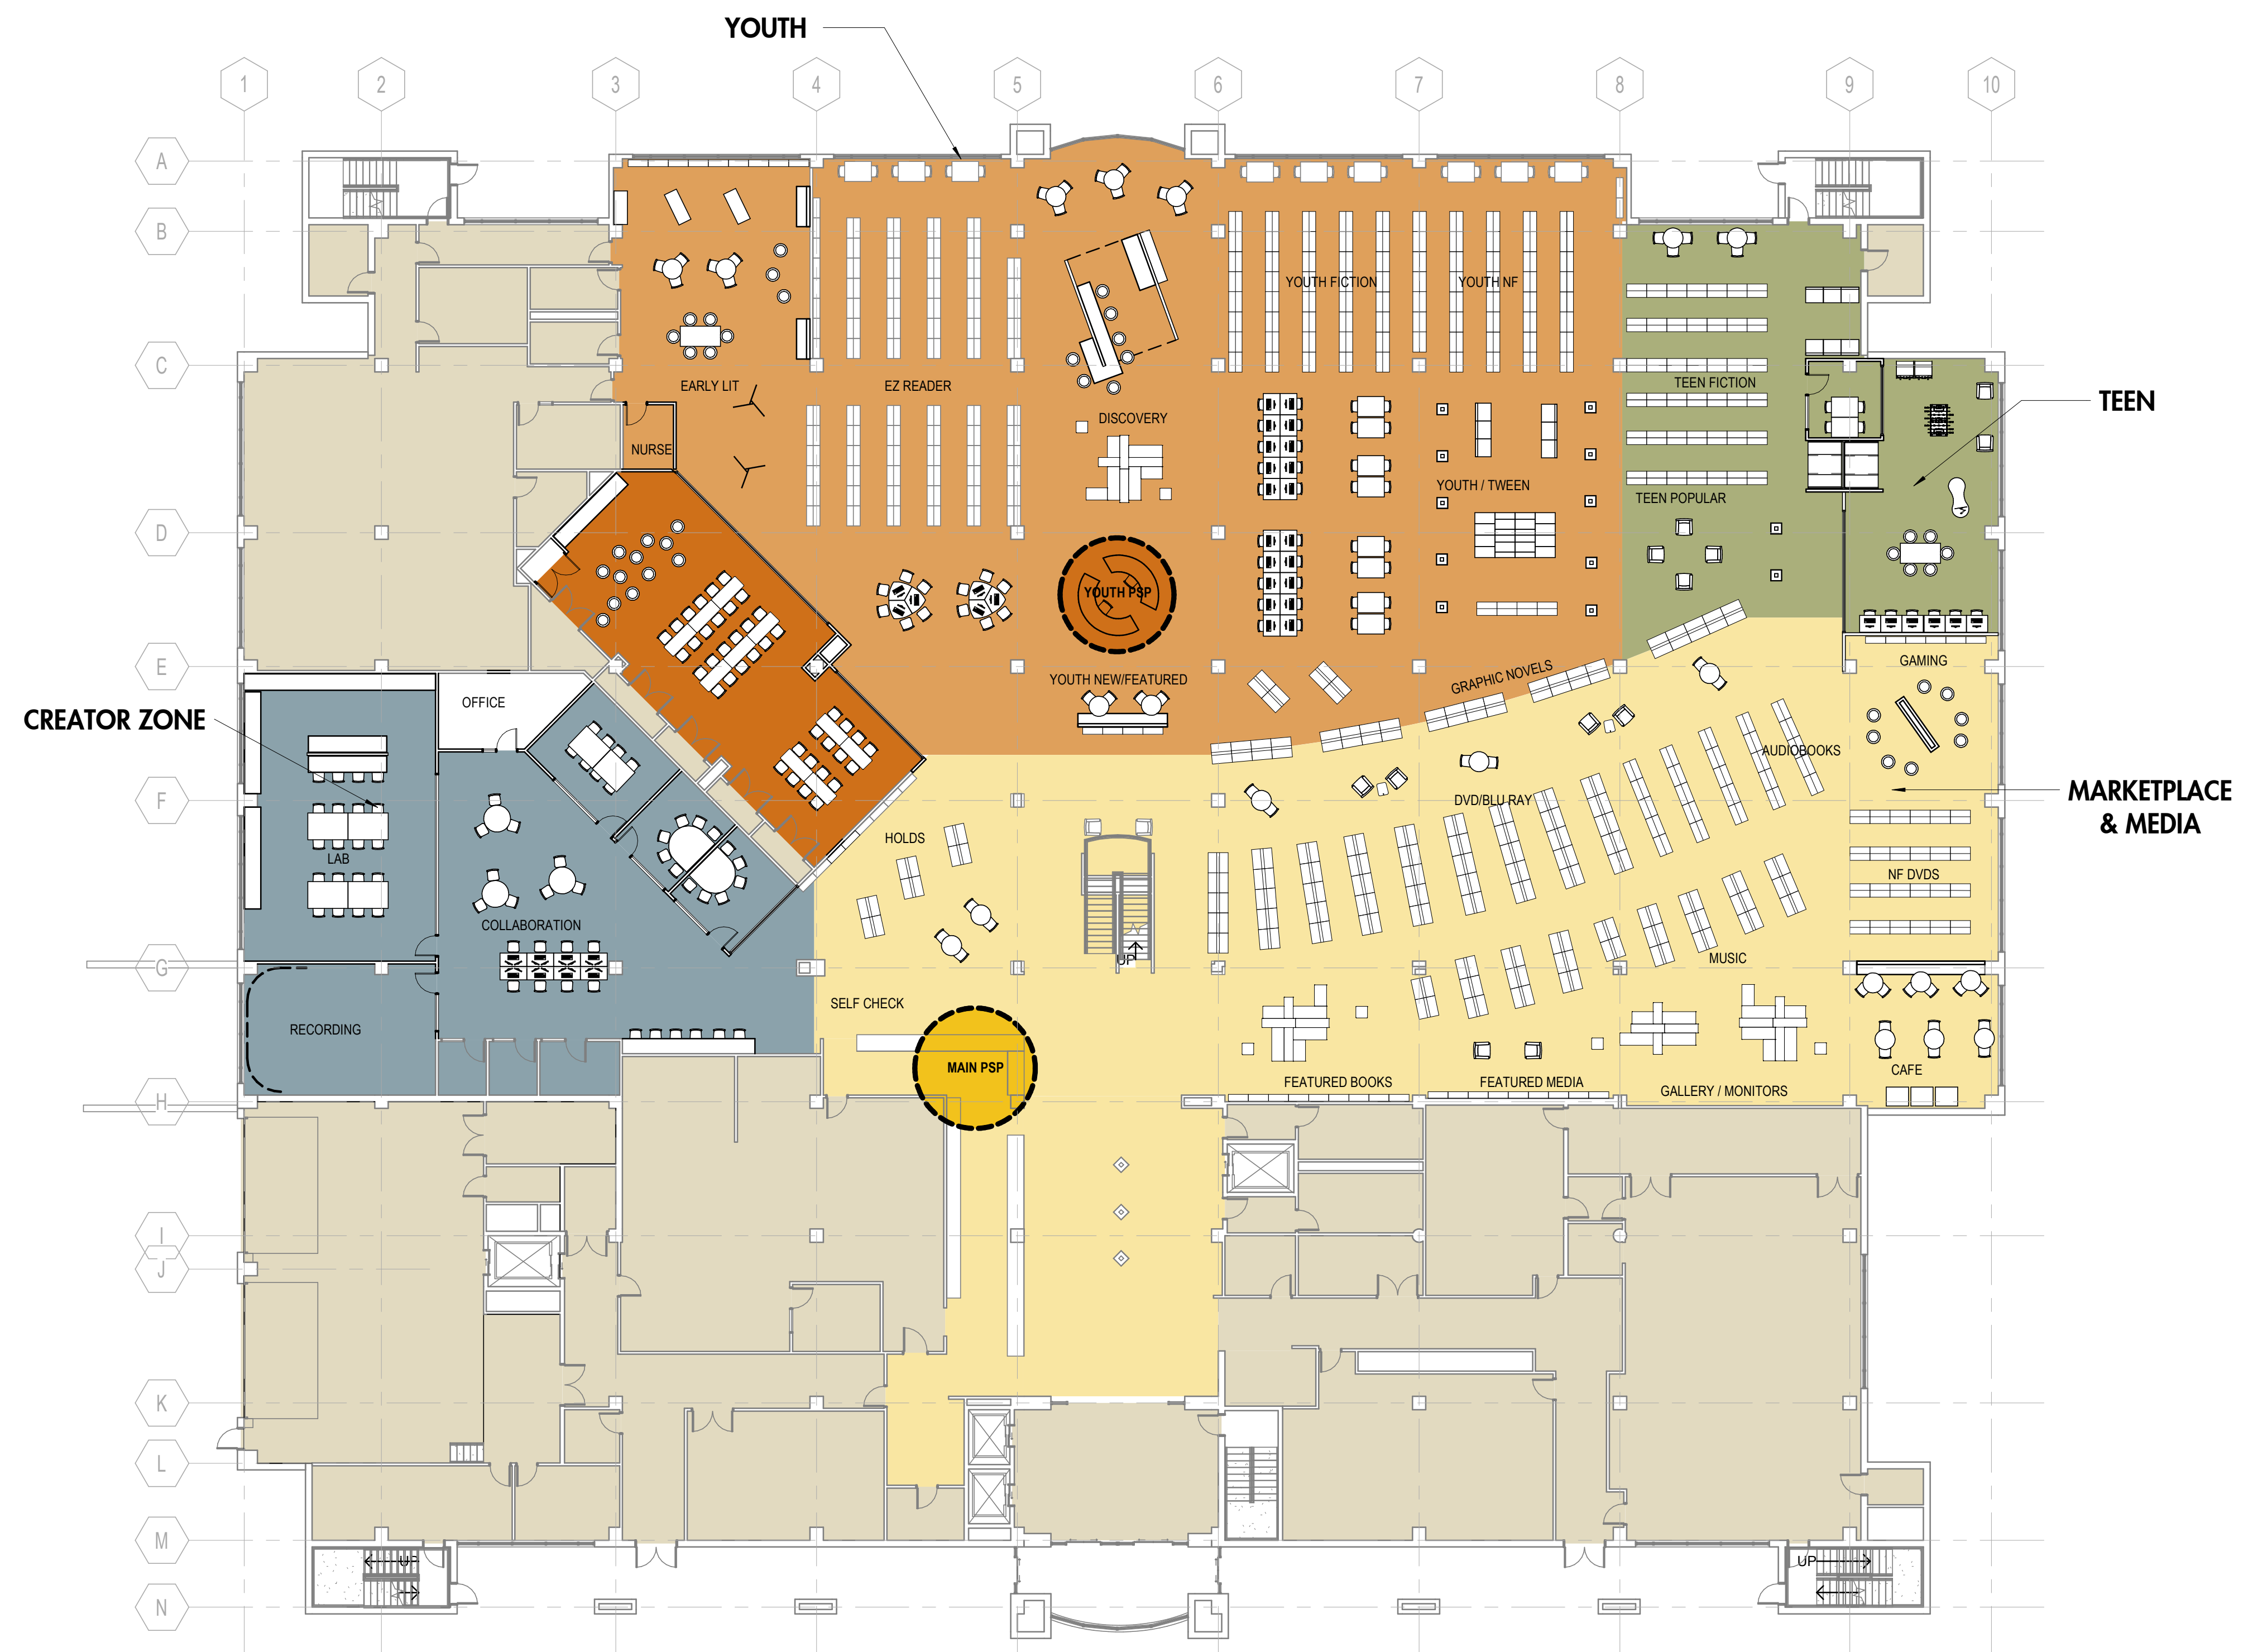 YOUTH
1
2
3
4
5
6
7
8
9
10
A
B
C
D
E
F
G
H
I
J
K
L
M
N
YOUTH FICTION
YOUTH NF
EARLY LIT
EZ READER
TEEN FICTION
TEEN
DISCOVERY
NURSE
YOUTH / TWEEN
TEEN POPULAR
YOUTH PSP
GAMING
YOUTH NEW/FEATURED
GRAPHIC NOVELS
OFFICE
CREATOR ZONE
AUDIOBOOKS
MARKETPLACE
& MEDIA
DVD/BLU RAY
HOLDS
LAB
NF DVDS
COLLABORATION
UP
MUSIC
SELF CHECK
RECORDING
MAIN PSP
CAFE
FEATURED BOOKS
FEATURED MEDIA
GALLERY / MONITORS
UP
UP